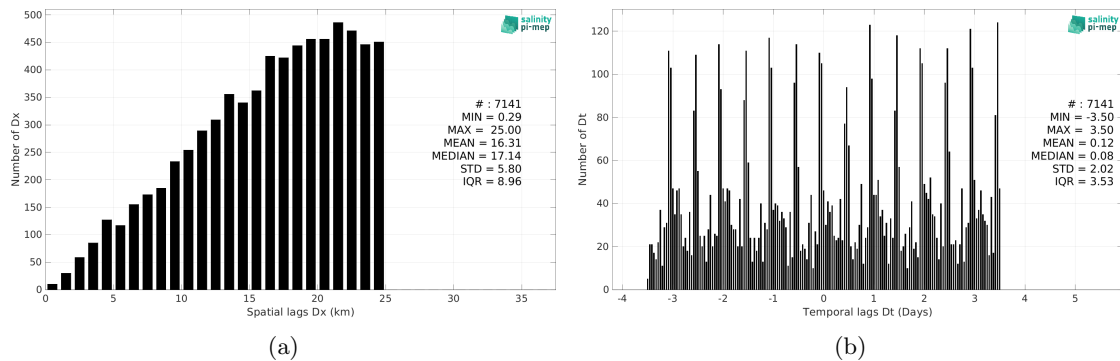 500
450
400
350
300
250
200
150
100
50
0
Number of Dx
0 5 10 15 20 25 30 35
Spatial lags Dx (km)
salinity
pi-mep
# : 7141
MIN = 0.29
MAX = 25.00
MEAN = 16.31
MEDIAN = 17.14
STD = 5.80
IQR = 8.96
(a)
120
100
80
60
40
20
0
Number of Dt
-4 -3 -2 -1 0 1 2 3 4 5
Temporal lags Dt (Days)
salinity
pi-mep
# : 7141
MIN = -3.50
MAX = 3.50
MEAN = 0.12
MEDIAN = 0.08
STD = 2.02
IQR = 3.53
(b)